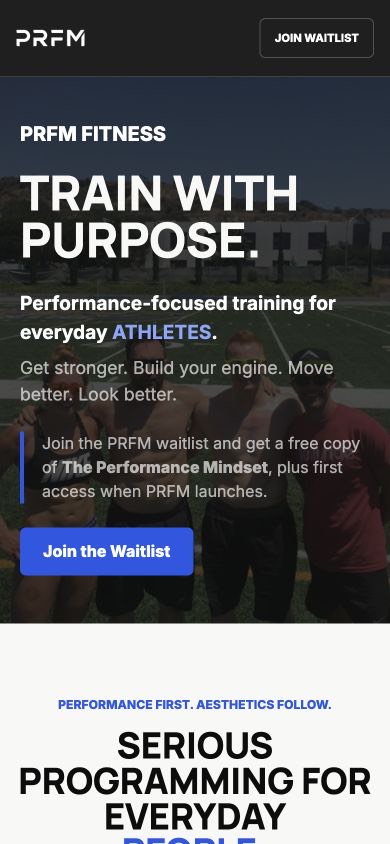 PRFM
JOIN WAITLIST
PRFM FITNESS
TRAIN WITH
PURPOSE.
Performance-focused training for
everyday ATHLETES.
Get stronger. Build your engine. Move
better. Look better.
Join the PRFM waitlist and get a free copy
of The Performance Mindset, plus first
access when PRFM launches.
Join the Waitlist
PERFORMANCE FIRST. AESTHETICS FOLLOW.
SERIOUS
PROGRAMMING FOR
EVERYDAY
PEOPLE